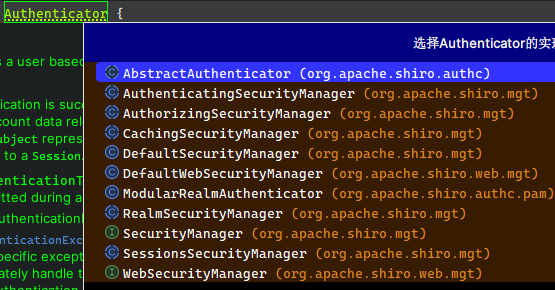 Authenticator {
选择Authenticator的实现
s a user based
AbstractAuthenticator (org.apache.shiro.authc)
AuthenticatingSecurityManager (org.apache.shiro.mgt)
ication is succ
AuthorizingSecurityManager (org.apache.shiro.mgt)
count data rel
CachingSecurityManager (org.apache.shiro.mgt)
ubject repres
DefaultSecurityManager (org.apache.shiro.mgt)
to a Session.
DefaultWebSecurityManager (org.apache.shiro.web.mgt)
enticationT
ModularRealmAuthenticator (org.apache.shiro.authc.pam)
itted during a
RealmSecurityManager (org.apache.shiro.mgt)
authentication
SecurityManager (org.apache.shiro.mgt)
nticationExc
SessionsSecurityManager (org.apache.shiro.mgt)
pecific except
WebSecurityManager (org.apache.shiro.web.mgt)
ately handle t